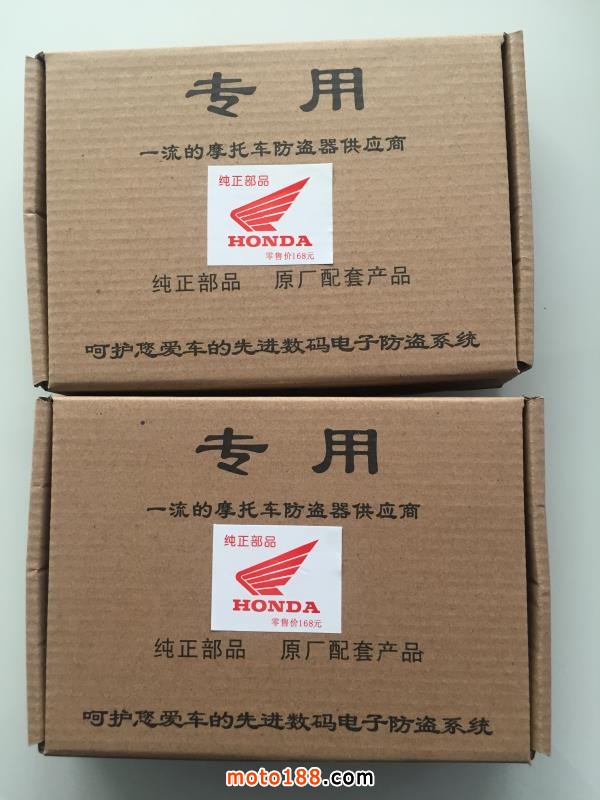 专用
一流的摩托车防盗器供应商
纯正部品
HONDA
零售价168元
纯正部品 原厂配套产品
呵护您爱车的先进数码电子防盗系统
专用
一流的摩托车防盗器供应商
纯正部品
HONDA
零售价168元
纯正部品 原厂配套产品
呵护您爱车的先进数码电子防盗系统
moto188.com